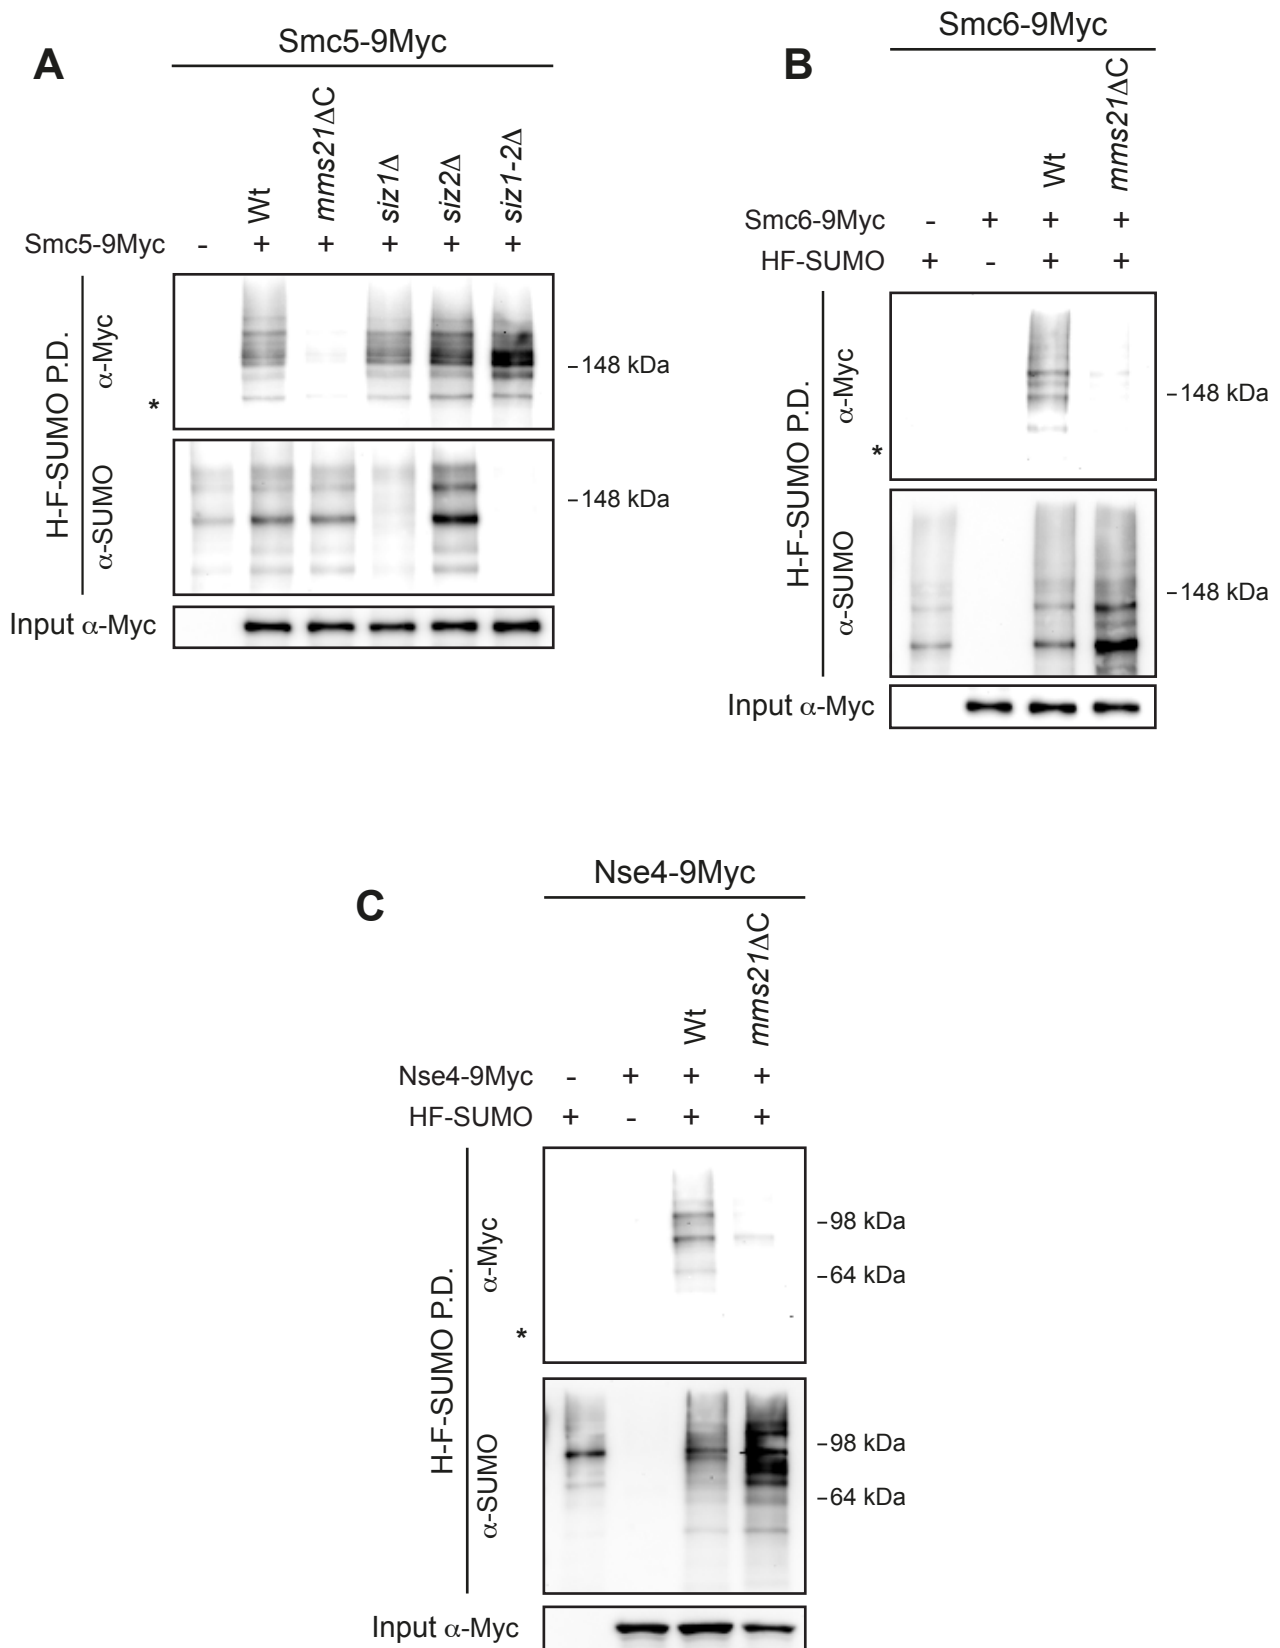 A
Smc5-9Myc
Wt
mms21ΔC
siz1Δ
siz2Δ
siz1-2Δ
Smc5-9Myc - + + + + +
H-F-SUMO P.D.
α-Myc
-148 kDa
*
α-SUMO
-148 kDa
Input α-Myc
B
Smc6-9Myc
Wt
mms21ΔC
Smc6-9Myc - + + +
HF-SUMO + - + +
H-F-SUMO P.D.
α-Myc
-148 kDa
*
α-SUMO
-148 kDa
Input α-Myc
C
Nse4-9Myc
Wt
mms21ΔC
Nse4-9Myc - + + +
HF-SUMO + - + +
H-F-SUMO P.D.
α-Myc
-98 kDa
-64 kDa
*
α-SUMO
-98 kDa
-64 kDa
Input α-Myc